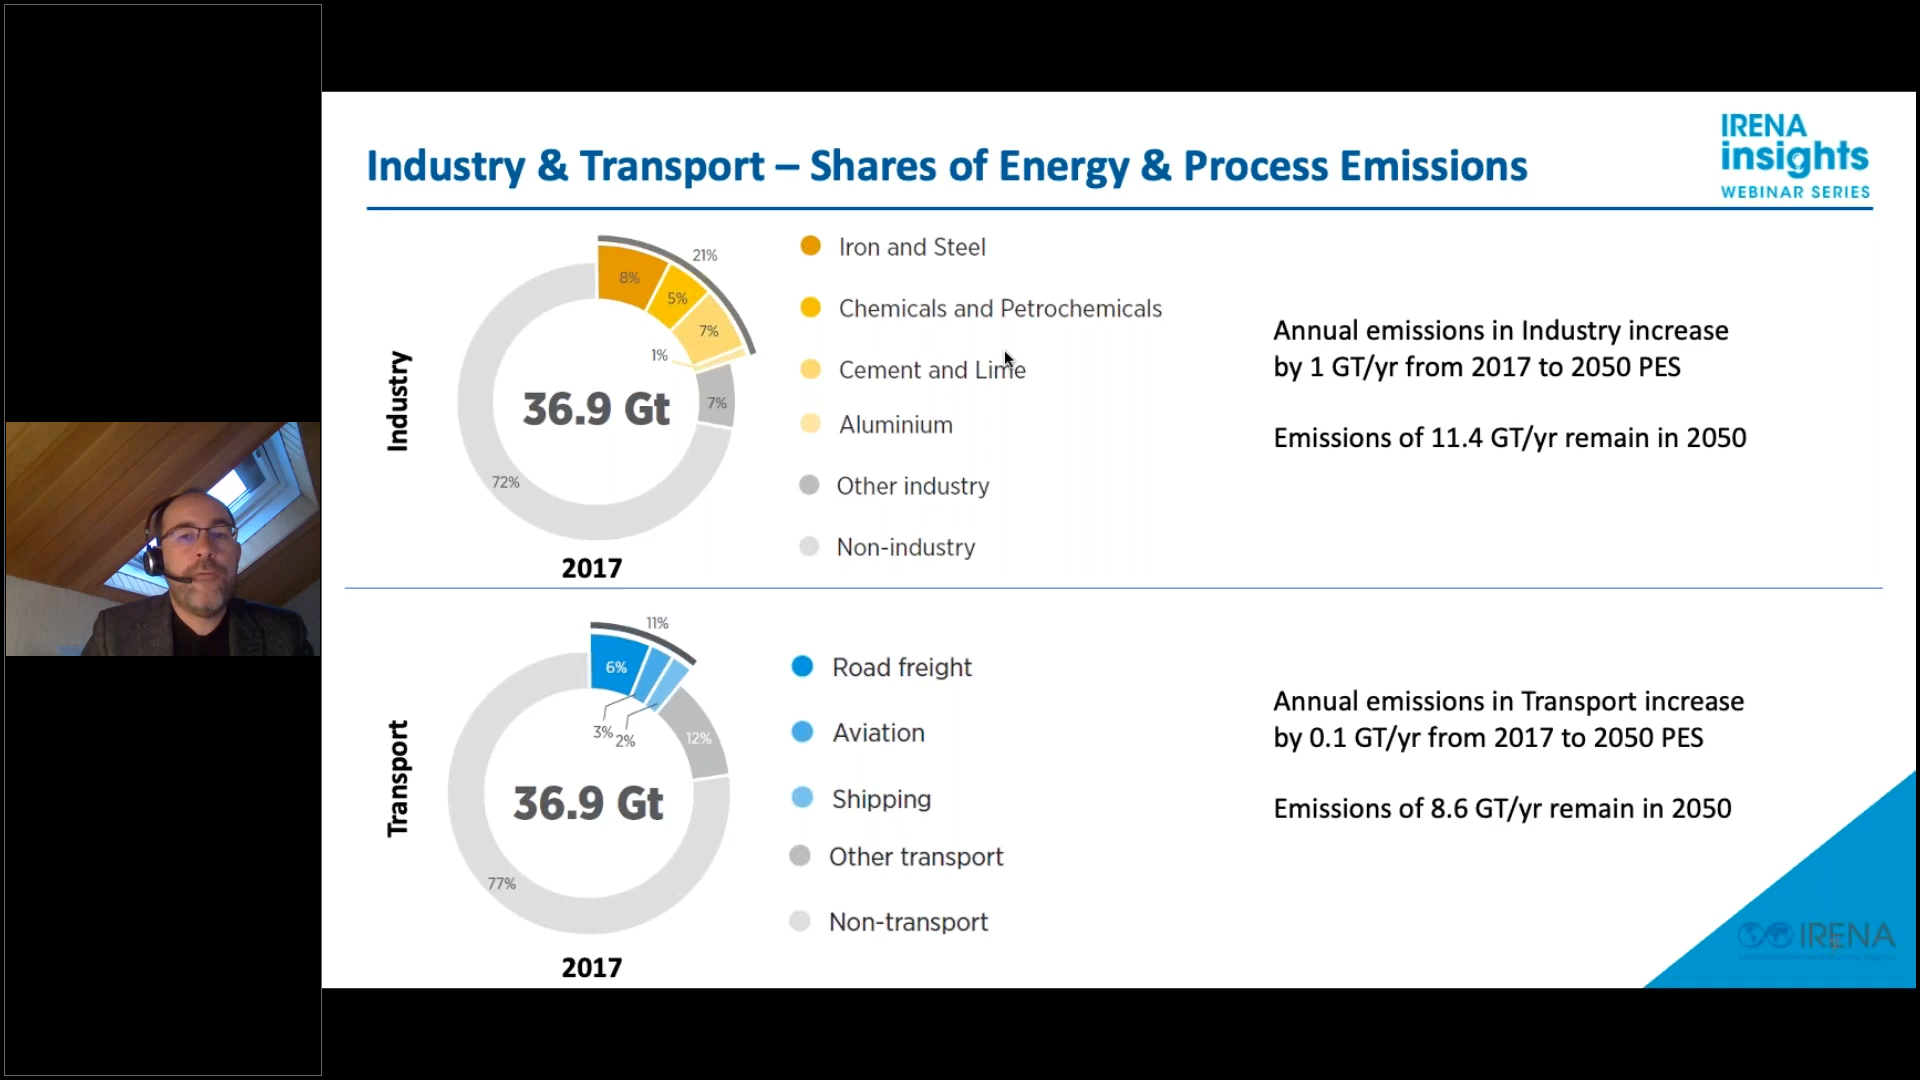 IRENA
insights
WEBINAR SERIES
Industry & Transport – Shares of Energy & Process Emissions
Industry
21%
8%
5%
7%
1%
7%
72%
36.9 Gt
2017
Iron and Steel
Chemicals and Petrochemicals
Cement and Lime
Aluminium
Other industry
Non-industry
Annual emissions in Industry increase
by 1 GT/yr from 2017 to 2050 PES
Emissions of 11.4 GT/yr remain in 2050
Transport
11%
6%
3%
2%
12%
77%
36.9 Gt
2017
Road freight
Aviation
Shipping
Other transport
Non-transport
Annual emissions in Transport increase
by 0.1 GT/yr from 2017 to 2050 PES
Emissions of 8.6 GT/yr remain in 2050
IRENA